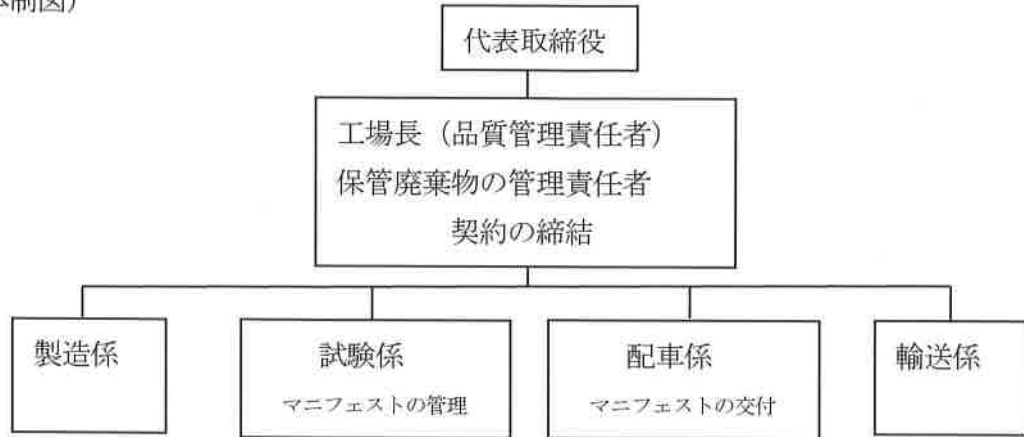 制図)
代表取締役
工場長（品質管理責任者）
保管廃棄物の管理責任者
契約の締結
製造係
試験係
配車係
輸送係
マニフェストの管理
マニフェストの交付